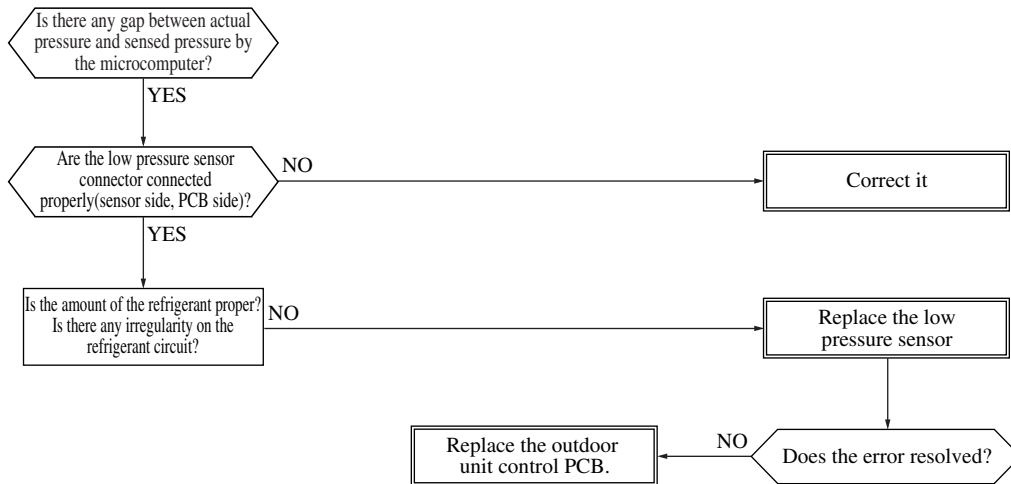 Is there any gap between actual
pressure and sensed pressure by
the microcomputer?
YES
Are the low pressure sensor
connector connected
properly(sensor side, PCB side)?
NO
Correct it
YES
Is the amount of the refrigerant proper?
Is there any irregularity on the
refrigerant circuit?
NO
Replace the low
pressure sensor
Does the error resolved?
NO
Replace the outdoor
unit control PCB.